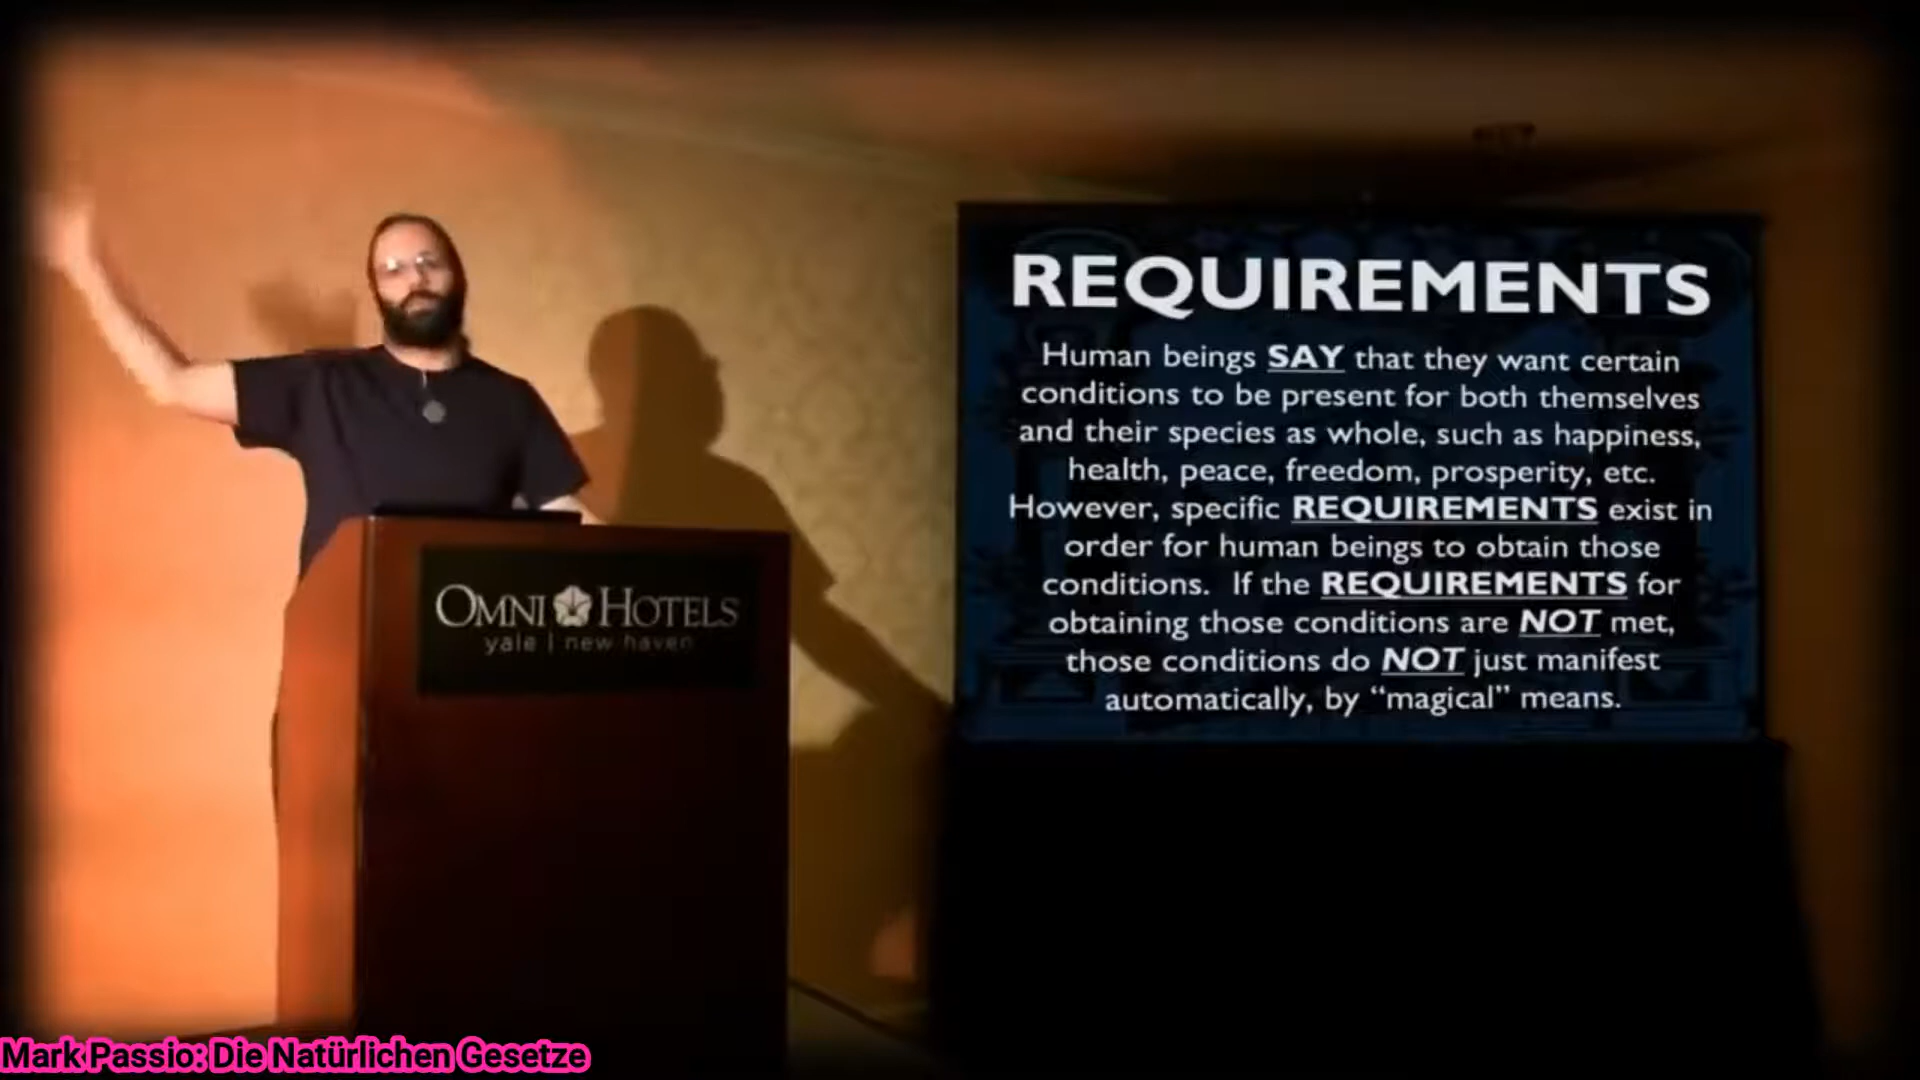 REQUIREMENTS
Human beings SAY that they want certain
conditions to be present for both themselves
and their species as whole, such as happiness,
health, peace, freedom, prosperity, etc.
However, specific REQUIREMENTS exist in
order for human beings to obtain those
conditions. If the REQUIREMENTS for
obtaining those conditions are NOT met,
those conditions do NOT just manifest
automatically, by “magical” means.
OMNI HOTELS
yale | new haven
Mark Passio: Die Natürlichen Gesetze